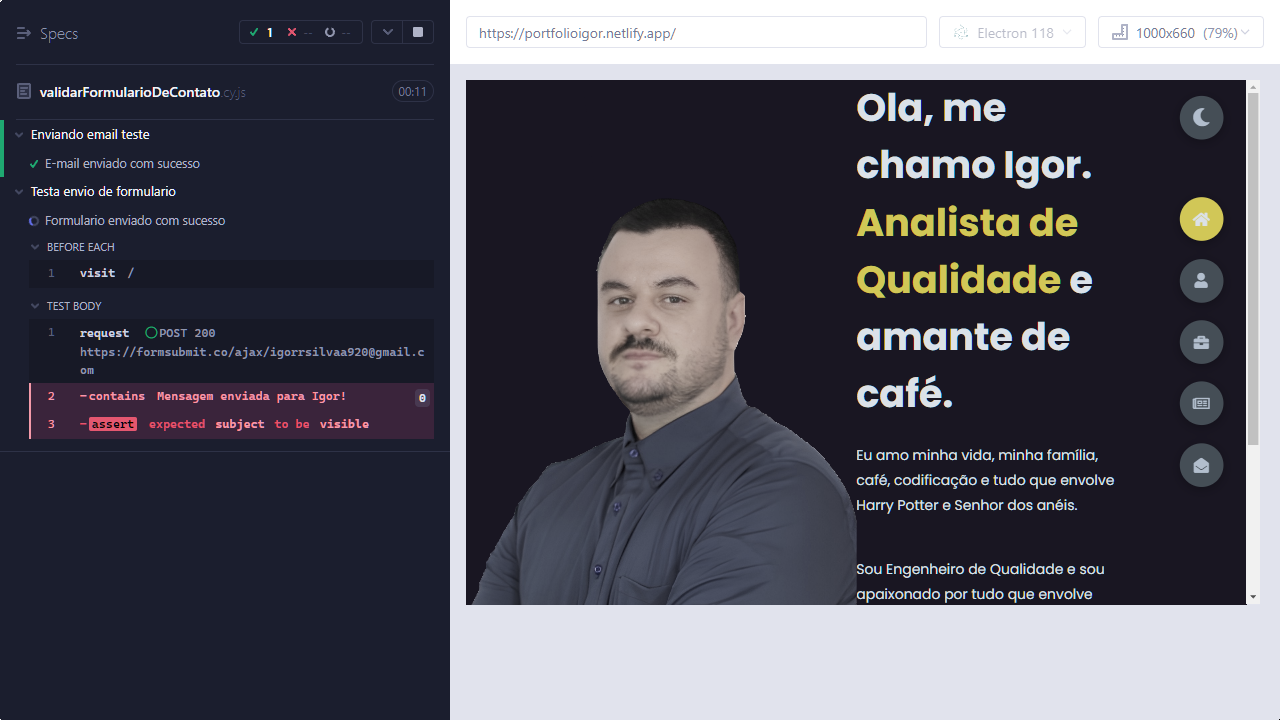 Specs
1 -- --
validarFormularioDeContato.cy.js 00:11
Enviando email teste
E-mail enviado com sucesso
Testa envio de formulario
Formulario enviado com sucesso
BEFORE EACH
1 visit /
TEST BODY
1 request POST 200
https://formsubmit.co/ajax/igorrsilvaa920@gmail.c
om
2 -contains Mensagem enviada para Igor! 0
3 -assert expected subject to be visible
https://portfolioigor.netlify.app/
Electron 118
1000x660 (79%)
Ola, me
chamo Igor.
Analista de
Qualidade e
amante de
café.
Eu amo minha vida, minha família,
café, codificação e tudo que envolve
Harry Potter e Senhor dos anéis.
Sou Engenheiro de Qualidade e sou
apaixonado por tudo que envolve